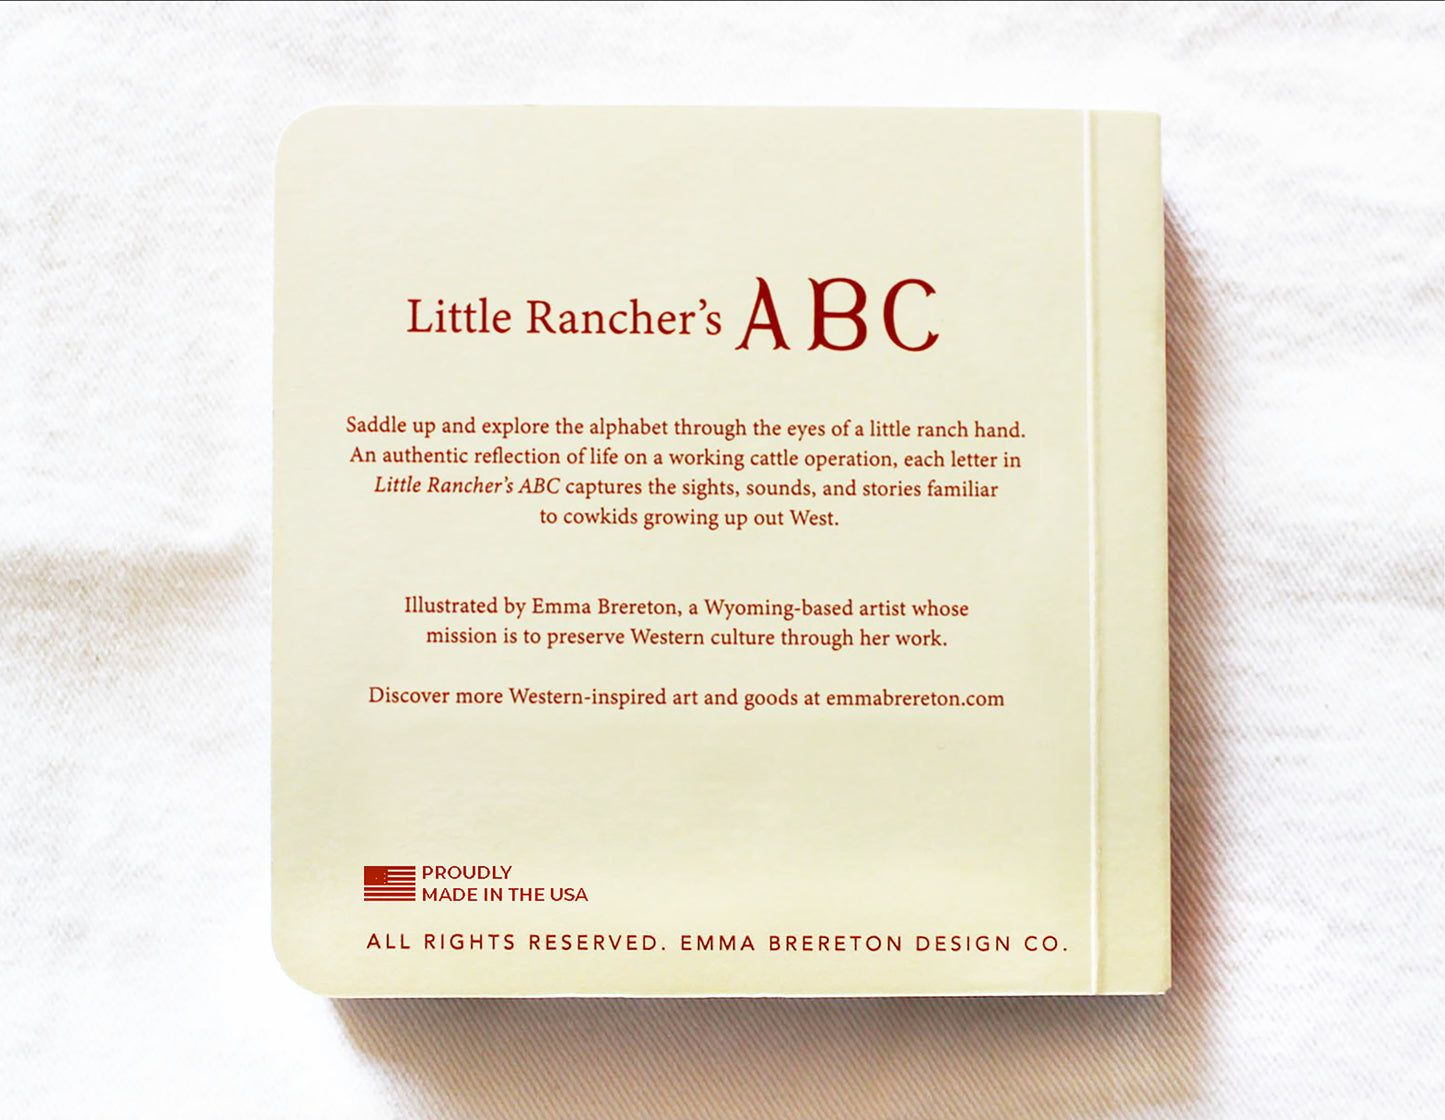 Little Rancher's ABC
Saddle up and explore the alphabet through the eyes of a little ranch hand.
An authentic reflection of life on a working cattle operation, each letter in
Little Rancher's ABC captures the sights, sounds, and stories familiar
to cowkids growing up out West.
Illustrated by Emma Brereton, a Wyoming-based artist whose
mission is to preserve Western culture through her work.
Discover more Western-inspired art and goods at emmabrereton.com
PROUDLY
MADE IN THE USA
ALL RIGHTS RESERVED. EMMA BRERETON DESIGN CO.